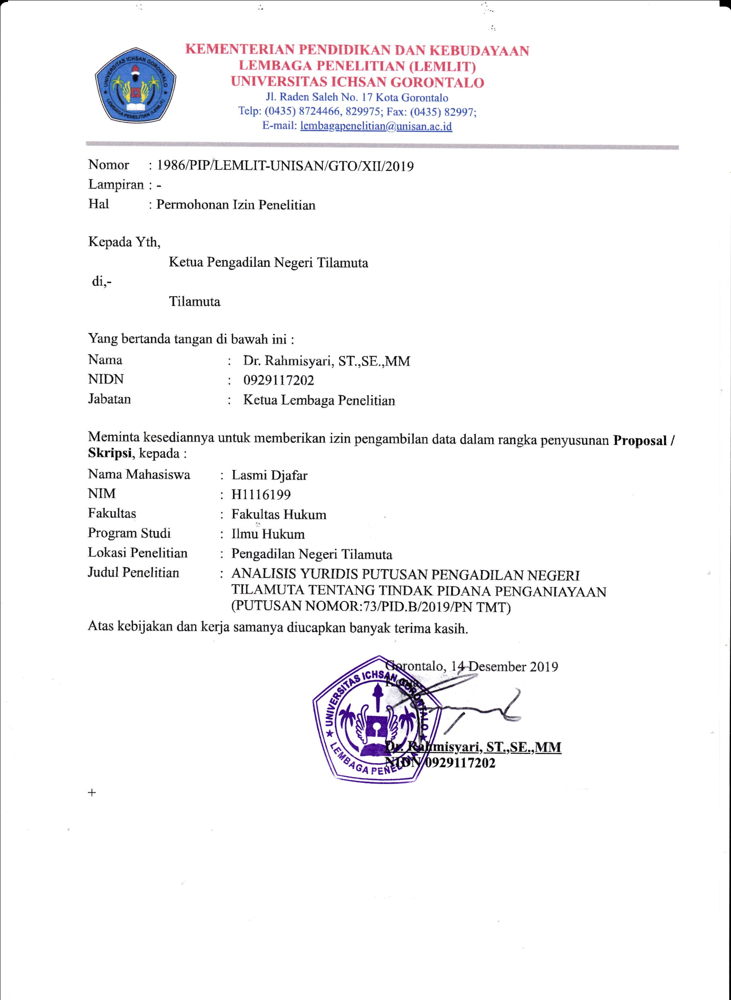 KEMENTERIAN PENDIDIKAN DAN KEBUDAYAAN
LEMBAGA PENELITIAN (LEMLIT)
UNIVERSITAS ICHSAN GORONTALO
Jl. Raden Saleh No. 17 Kota Gorontalo
Telp: (0435) 8724466, 829975; Fax: (0435) 82997;
E-mail: lembagapenelitian@unisan.ac.id
UNIVERSITAS ICHSAN GORONTALO
LEMBAGA PENELITIAN (LEMLIT)
Nomor : 1986/PIP/LEMLIT-UNISAN/GTO/XII/2019
Lampiran : -
Hal : Permohonan Izin Penelitian
Kepada Yth,
Ketua Pengadilan Negeri Tilamuta
di,-
Tilamuta
Yang bertanda tangan di bawah ini :
Nama : Dr. Rahmisyari, ST.,SE.,MM
NIDN : 0929117202
Jabatan : Ketua Lembaga Penelitian
Meminta kesediannya untuk memberikan izin pengambilan data dalam rangka penyusunan Proposal /
Skripsi, kepada :
Nama Mahasiswa : Lasmi Djafar
NIM : H1116199
Fakultas : Fakultas Hukum
Program Studi : Ilmu Hukum
Lokasi Penelitian : Pengadilan Negeri Tilamuta
Judul Penelitian : ANALISIS YURIDIS PUTUSAN PENGADILAN NEGERI
TILAMUTA TENTANG TINDAK PIDANA PENGANIAYAAN
(PUTUSAN NOMOR:73/PID.B/2019/PN TMT)
Atas kebijakan dan kerja samanya diucapkan banyak terima kasih.
Gorontalo, 14 Desember 2019
Ketua,
UNIVERSITAS ICHSAN GORONTALO
LEMBAGA PENELITIAN
Dr. Rahmisyari, ST.,SE.,MM
NIDN 0929117202
+